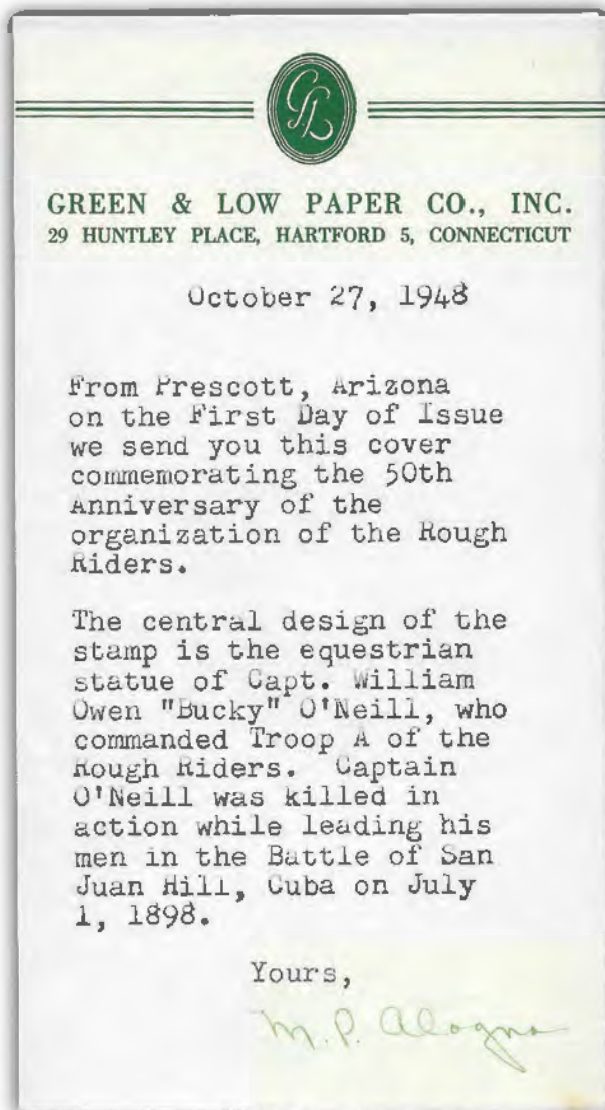 GL
GREEN & LOW PAPER CO., INC.
29 HUNTLEY PLACE, HARTFORD 5, CONNECTICUT
October 27, 1948
From Prescott, Arizona
on the First Day of Issue
we send you this cover
commemorating the 50th
Anniversary of the
organization of the Rough
Riders.
The central design of the
stamp is the equestrian
statue of Capt. William
Owen "Bucky" O'Neill, who
commanded Troop A of the
Rough Riders. Captain
O'Neill was killed in
action while leading his
men in the Battle of San
Juan Hill, Cuba on July
1, 1898.
Yours,
M. P. Alogna